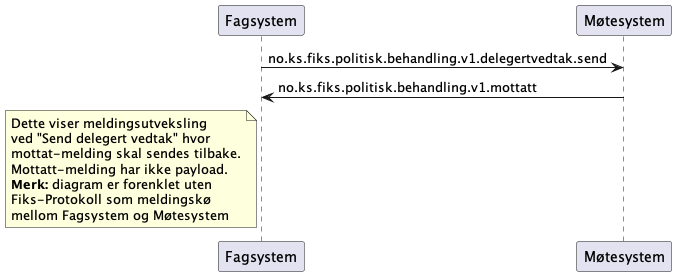 Fagsystem
Møtesystem
no.ks.fiks.politisk.behandling.v1.delegertvedtak.send
no.ks.fiks.politisk.behandling.v1.mottatt
Dette viser meldingsutveksling
ved "Send delegert vedtak" hvor
mottat-melding skal sendes tilbake.
Mottatt-melding har ikke payload.
Merk: diagram er forenklet uten
Fiks-Protokoll som meldingskø
mellom Fagsystem og Møtesystem
Fagsystem
Møtesystem